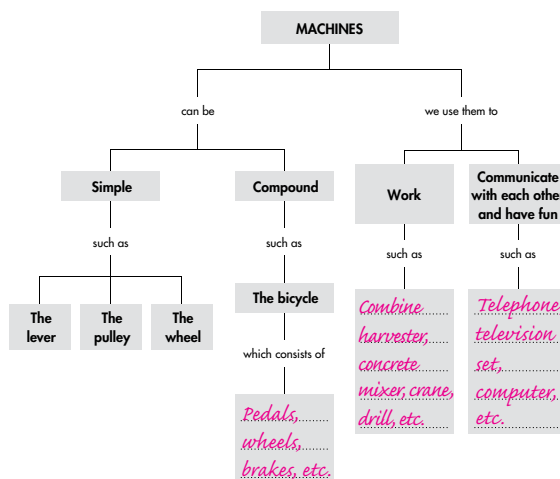 MACHINES
can be
we use them to
Simple
Compound
Work
Communicate
with each othe
and have fun
such as
such as
such as
such as
The
lever
The
pulley
The
wheel
The bicycle
which consists of
Pedals,
wheels,
brakes, etc.
Combine
harvester,
concrete
mixer, crane,
drill, etc.
Telephone
television
set,
computer,
etc.